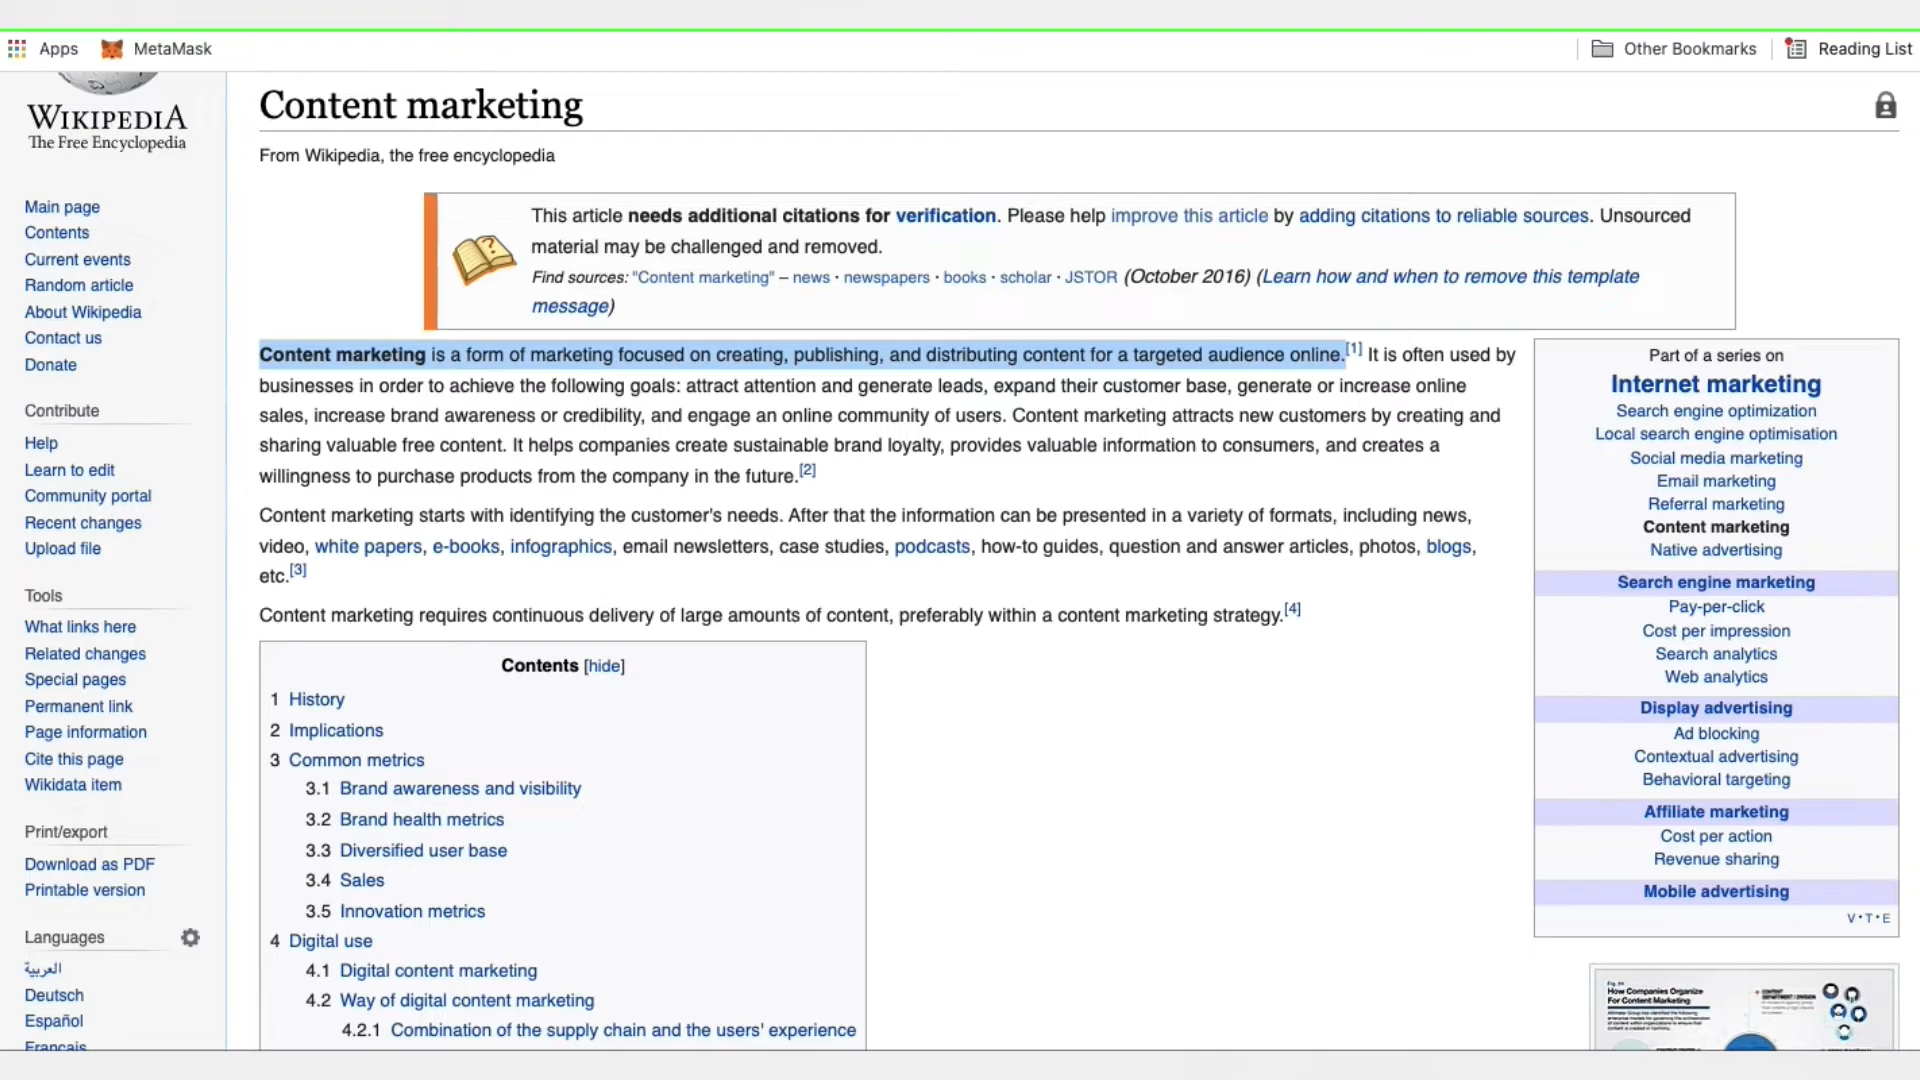 Apps
MetaMask
Other Bookmarks
Reading List
WIKIPEDIA
The Free Encyclopedia
Main page
Contents
Current events
Random article
About Wikipedia
Contact us
Donate
Contribute
Help
Learn to edit
Community portal
Recent changes
Upload file
Tools
What links here
Related changes
Special pages
Permanent link
Page information
Cite this page
Wikidata item
Print/export
Download as PDF
Printable version
Languages
العربية
Deutsch
Español
Français
Content marketing
From Wikipedia, the free encyclopedia
This article needs additional citations for verification. Please help improve this article by adding citations to reliable sources. Unsourced
material may be challenged and removed.
Find sources: "Content marketing" – news · newspapers · books · scholar · JSTOR (October 2016) (Learn how and when to remove this template
message)
Content marketing is a form of marketing focused on creating, publishing, and distributing content for a targeted audience online.[1] It is often used by
businesses in order to achieve the following goals: attract attention and generate leads, expand their customer base, generate or increase online
sales, increase brand awareness or credibility, and engage an online community of users. Content marketing attracts new customers by creating and
sharing valuable free content. It helps companies create sustainable brand loyalty, provides valuable information to consumers, and creates a
willingness to purchase products from the company in the future.[2]
Content marketing starts with identifying the customer's needs. After that the information can be presented in a variety of formats, including news,
video, white papers, e-books, infographics, email newsletters, case studies, podcasts, how-to guides, question and answer articles, photos, blogs,
etc.[3]
Content marketing requires continuous delivery of large amounts of content, preferably within a content marketing strategy.[4]
Contents [hide]
1 History
2 Implications
3 Common metrics
3.1 Brand awareness and visibility
3.2 Brand health metrics
3.3 Diversified user base
3.4 Sales
3.5 Innovation metrics
4 Digital use
4.1 Digital content marketing
4.2 Way of digital content marketing
4.2.1 Combination of the supply chain and the users' experience
Part of a series on
Internet marketing
Search engine optimization
Local search engine optimisation
Social media marketing
Email marketing
Referral marketing
Content marketing
Native advertising
Search engine marketing
Pay-per-click
Cost per impression
Search analytics
Web analytics
Display advertising
Ad blocking
Contextual advertising
Behavioral targeting
Affiliate marketing
Cost per action
Revenue sharing
Mobile advertising
V · T · E
How Companies Organize
For Content Marketing